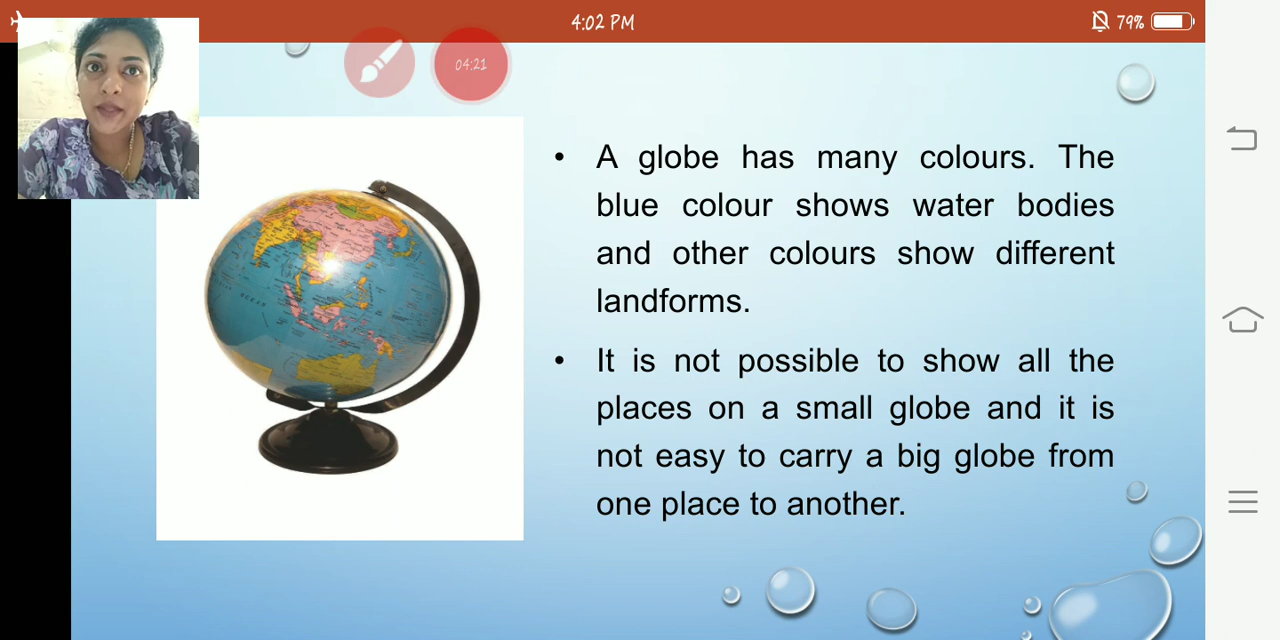 4:02 PM
79%
04:21
• A globe has many colours. The
blue colour shows water bodies
and other colours show different
landforms.
• It is not possible to show all the
places on a small globe and it is
not easy to carry a big globe from
one place to another.
OCEAN